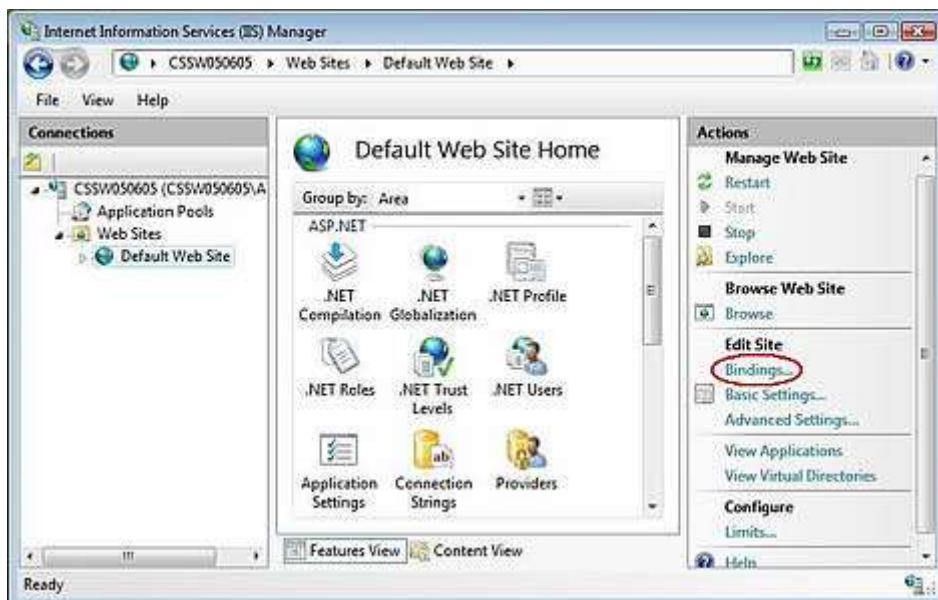 Internet Information Services (IIS) Manager
CSSW050605 Web Sites Default Web Site
File View Help
Connections
CSSW050605 (CSSW050605\A
Application Pools
Web Sites
Default Web Site
Default Web Site Home
Group by: Area
ASP.NET
.NET Compilation
.NET Globalization
.NET Profile
.NET Roles
.NET Trust Levels
.NET Users
Application Settings
Connection Strings
Providers
Features View
Content View
Actions
Manage Web Site
Restart
Start
Stop
Explore
Browse Web Site
Browse
Edit Site
Bindings...
Basic Settings...
Advanced Settings...
View Applications
View Virtual Directories
Configure
Limits...
Help
Ready